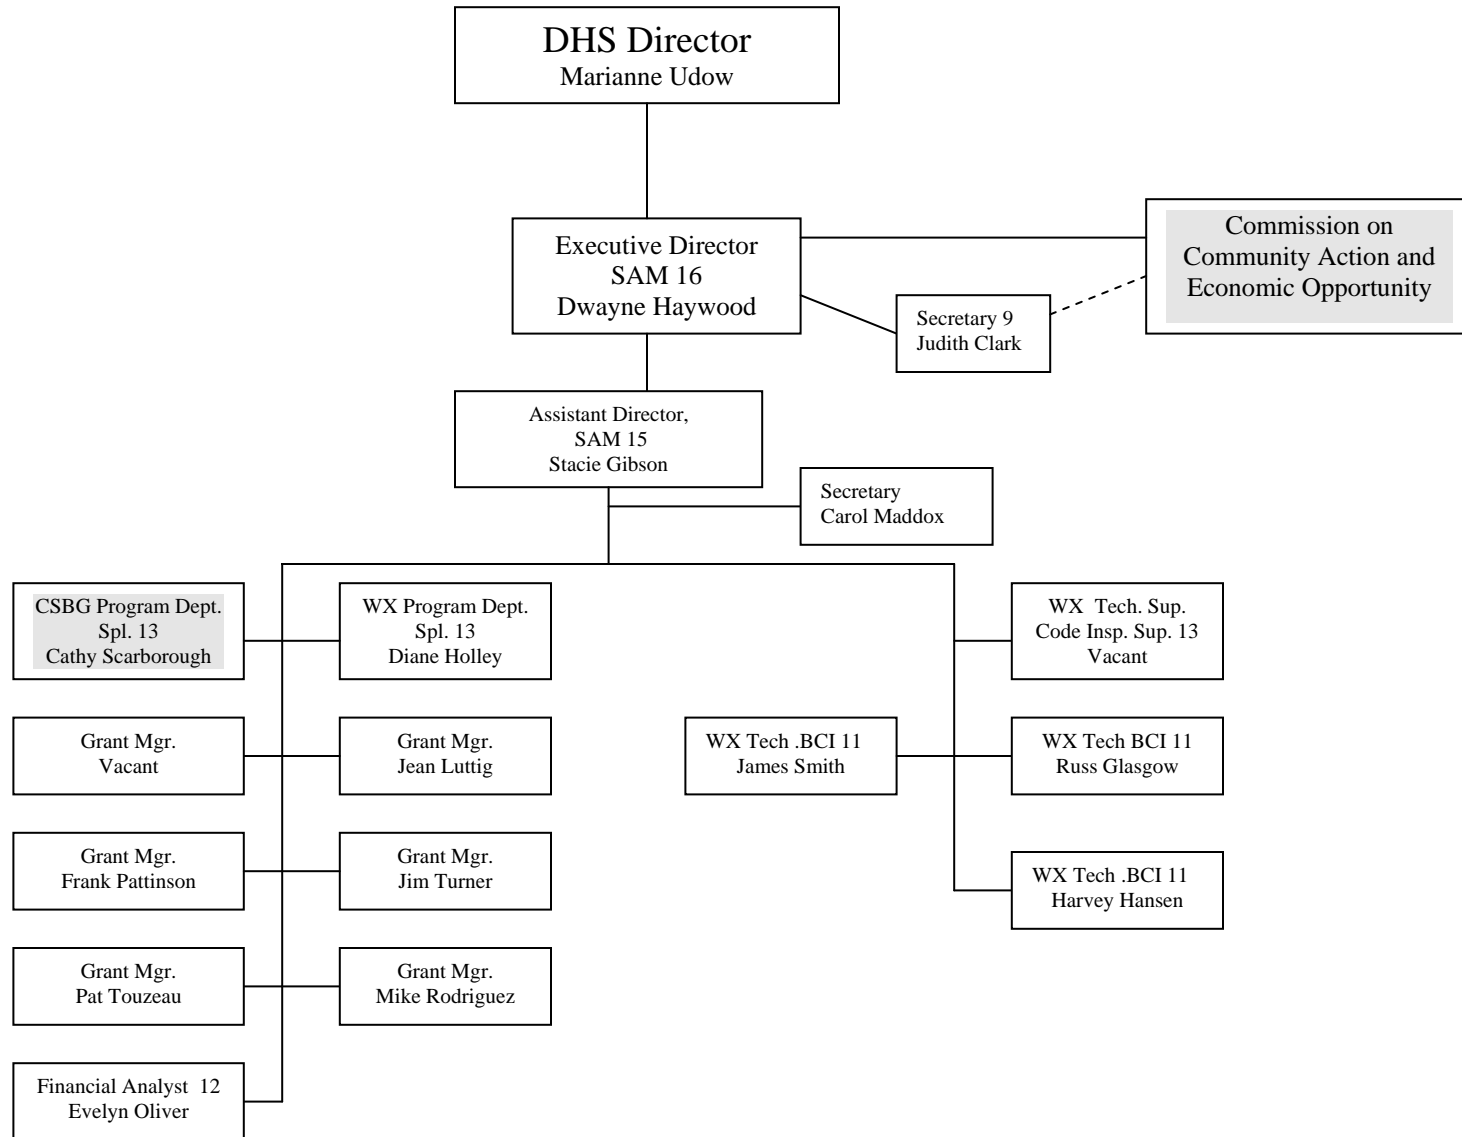 DHS Director
Marianne Udow
Executive Director
SAM 16
Dwayne Haywood
Commission on
Community Action and
Economic Opportunity
Secretary 9
Judith Clark
Assistant Director,
SAM 15
Stacie Gibson
Secretary
Carol Maddox
CSBG Program Dept.
Spl. 13
Cathy Scarborough
WX Program Dept.
Spl. 13
Diane Holley
WX  Tech. Sup.
Code Insp. Sup. 13
Vacant
Grant Mgr.
Vacant
Grant Mgr.
Jean Luttig
WX Tech .BCI 11
James Smith
WX Tech BCI 11
Russ Glasgow
Grant Mgr.
Frank Pattinson
Grant Mgr.
Jim Turner
WX Tech .BCI 11
Harvey Hansen
Grant Mgr.
Pat Touzeau
Grant Mgr.
Mike Rodriguez
Financial Analyst  12
Evelyn Oliver